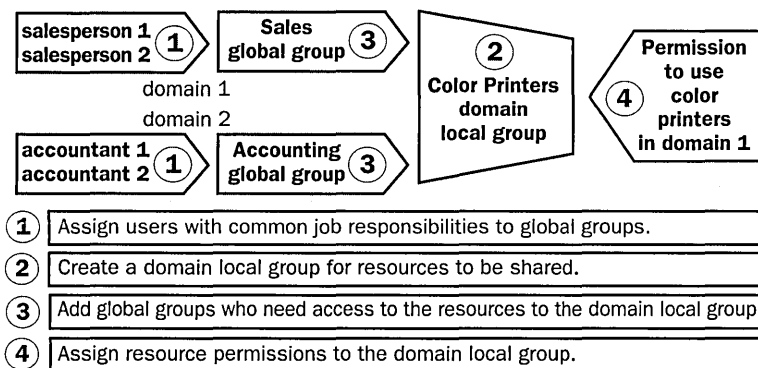 salesperson 1
salesperson 2
1
Sales
global group
3
domain 1
domain 2
accountant 1
accountant 2
1
Accounting
global group
3
2
Color Printers
domain
local group
4
Permission
to use
color
printers
in domain 1
1 Assign users with common job responsibilities to global groups.
2 Create a domain local group for resources to be shared.
3 Add global groups who need access to the resources to the domain local group
4 Assign resource permissions to the domain local group.